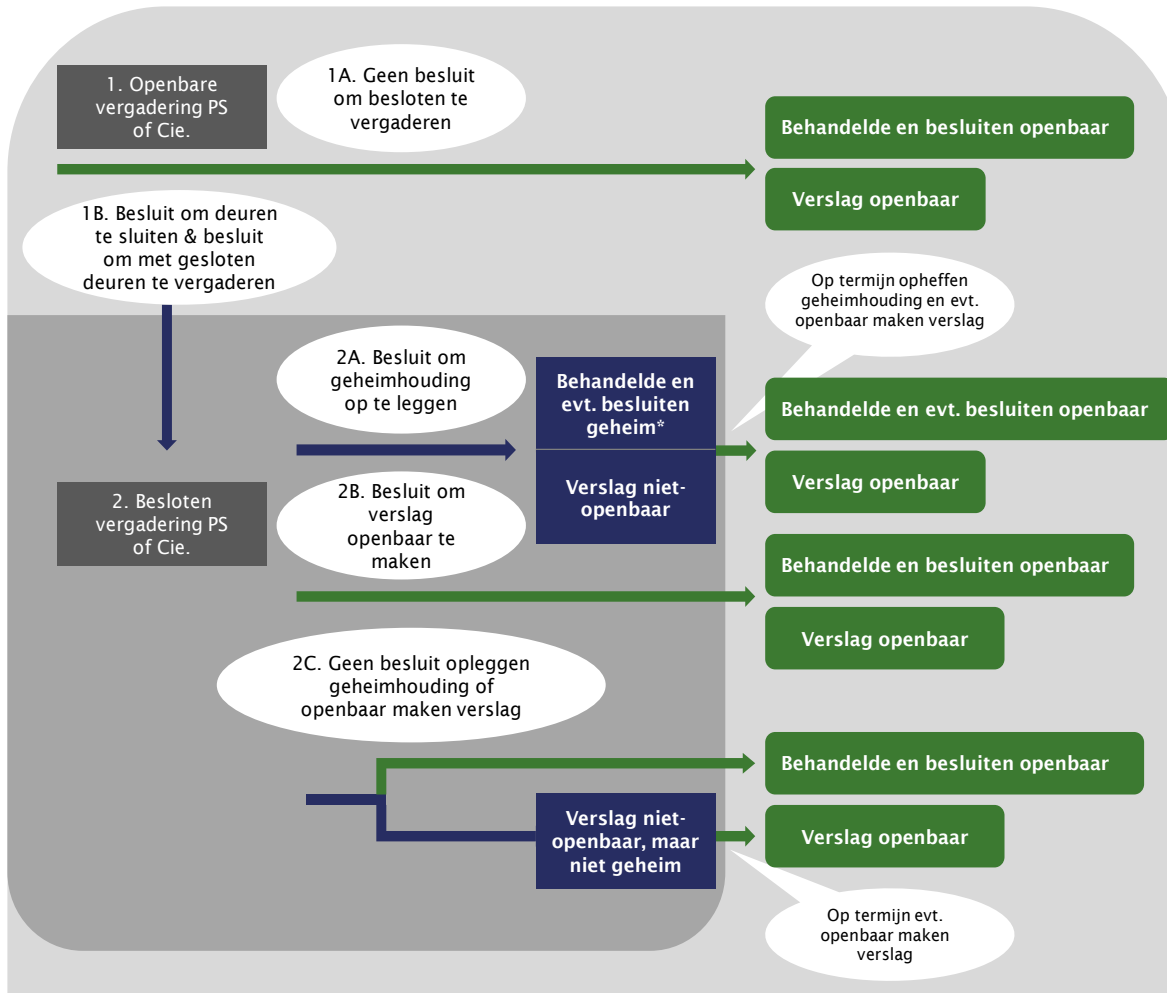 1. Openbare
vergadering PS
of Cie.
1A. Geen besluit
om besloten te
vergaderen
Behandelde en besluiten openbaar
Verslag openbaar
1B. Besluit om deuren
te sluiten & besluit
om met gesloten
deuren te vergaderen
Op termijn opheffen
geheimhouding en evt.
openbaar maken verslag
2A. Besluit om
geheimhouding
op te leggen
Behandelde en
evt. besluiten
geheim*
Verslag niet-
openbaar
Behandelde en evt. besluiten openbaar
Verslag openbaar
2. Besloten
vergadering PS
of Cie.
2B. Besluit om
verslag
openbaar te
maken
Behandelde en besluiten openbaar
Verslag openbaar
2C. Geen besluit opleggen
geheimhouding of
openbaar maken verslag
Behandelde en besluiten openbaar
Verslag niet-
openbaar, maar
niet geheim
Verslag openbaar
Op termijn evt.
openbaar maken
verslag